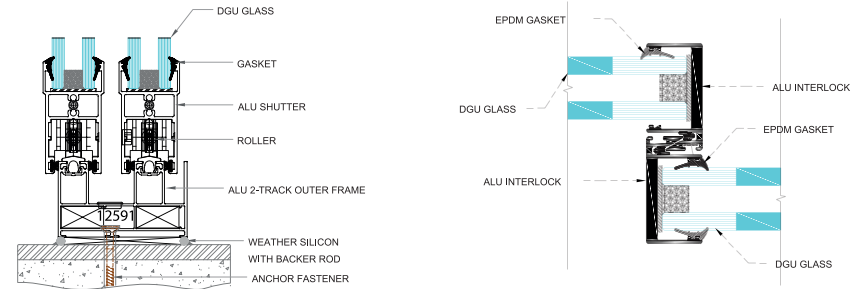 DGU GLASS
GASKET
ALU SHUTTER
ROLLER
ALU 2-TRACK OUTER FRAME
12591
WEATHER SILICON
WITH BACKER ROD
ANCHOR FASTENER
EPDM GASKET
DGU GLASS
ALU INTERLOCK
EPDM GASKET
ALU INTERLOCK
DGU GLASS